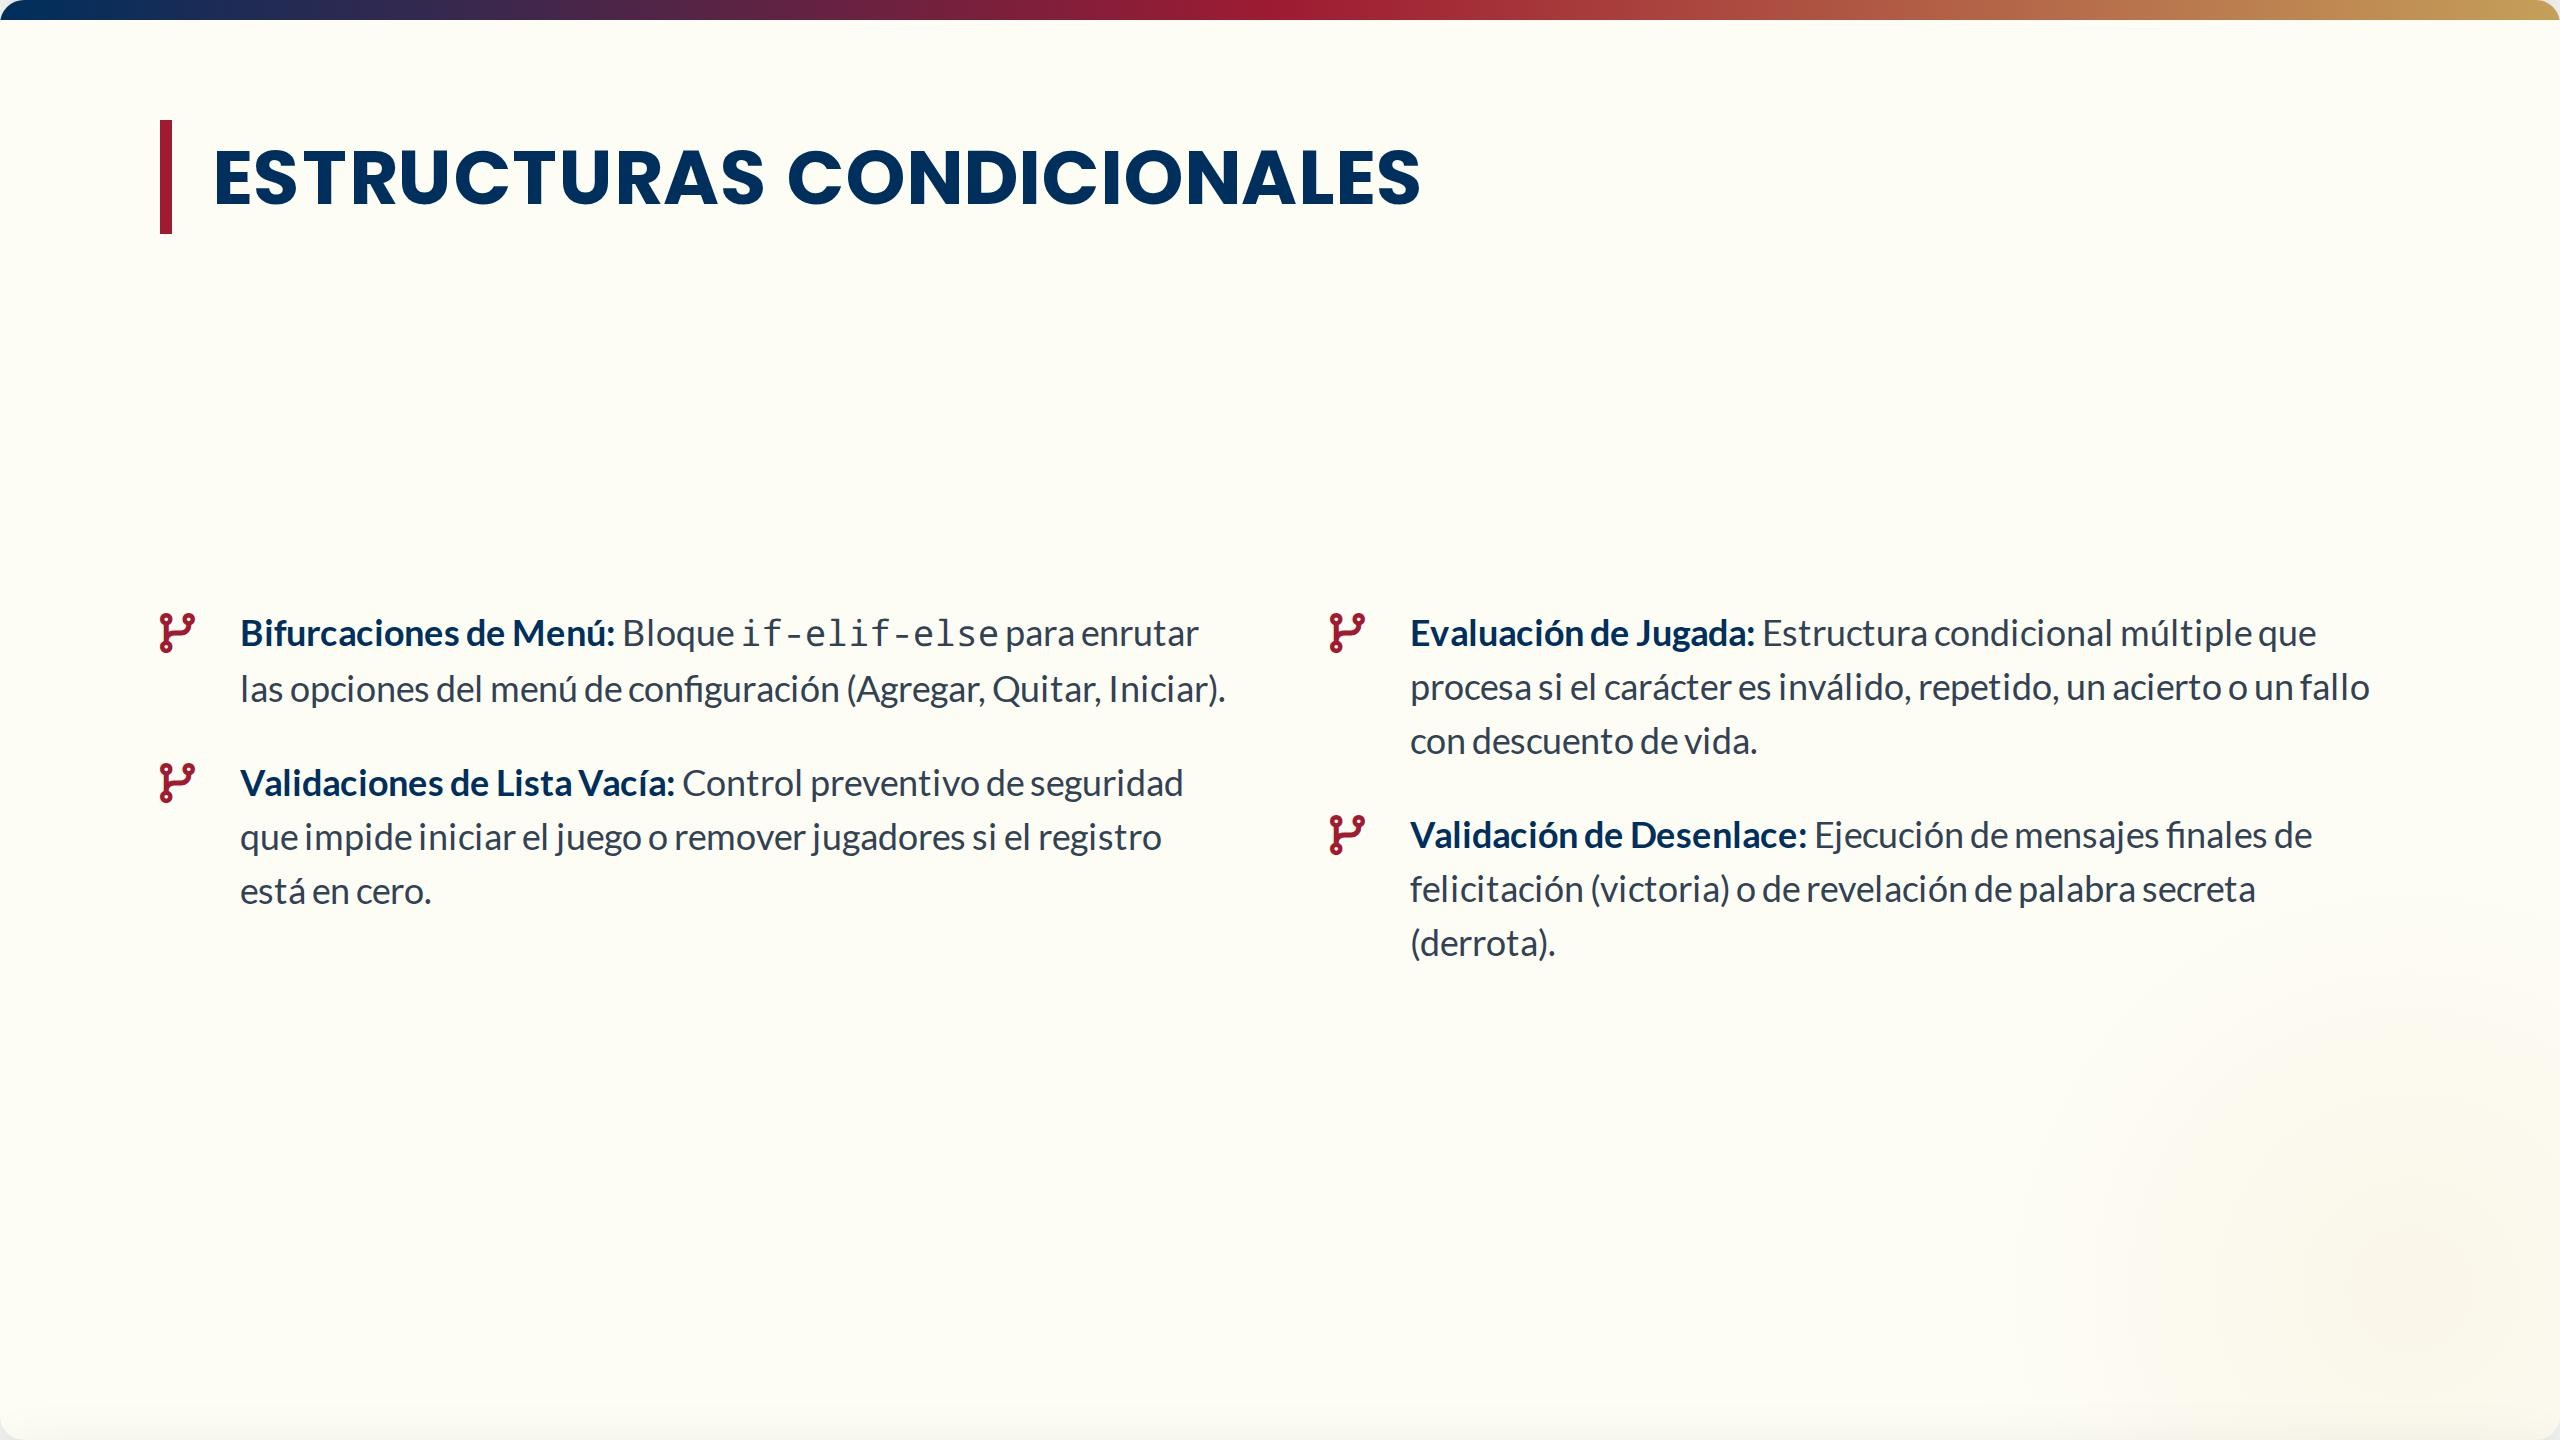 ESTRUCTURAS CONDICIONALES
Bifurcaciones de Menú: Bloque if-elif-else para enrutar
las opciones del menú de configuración (Agregar, Quitar, Iniciar).
Validaciones de Lista Vacía: Control preventivo de seguridad
que impide iniciar el juego o remover jugadores si el registro
está en cero.
Evaluación de Jugada: Estructura condicional múltiple que
procesa si el carácter es inválido, repetido, un acierto o un fallo
con descuento de vida.
Validación de Desenlace: Ejecución de mensajes finales de
felicitación (victoria) o de revelación de palabra secreta
(derrota).